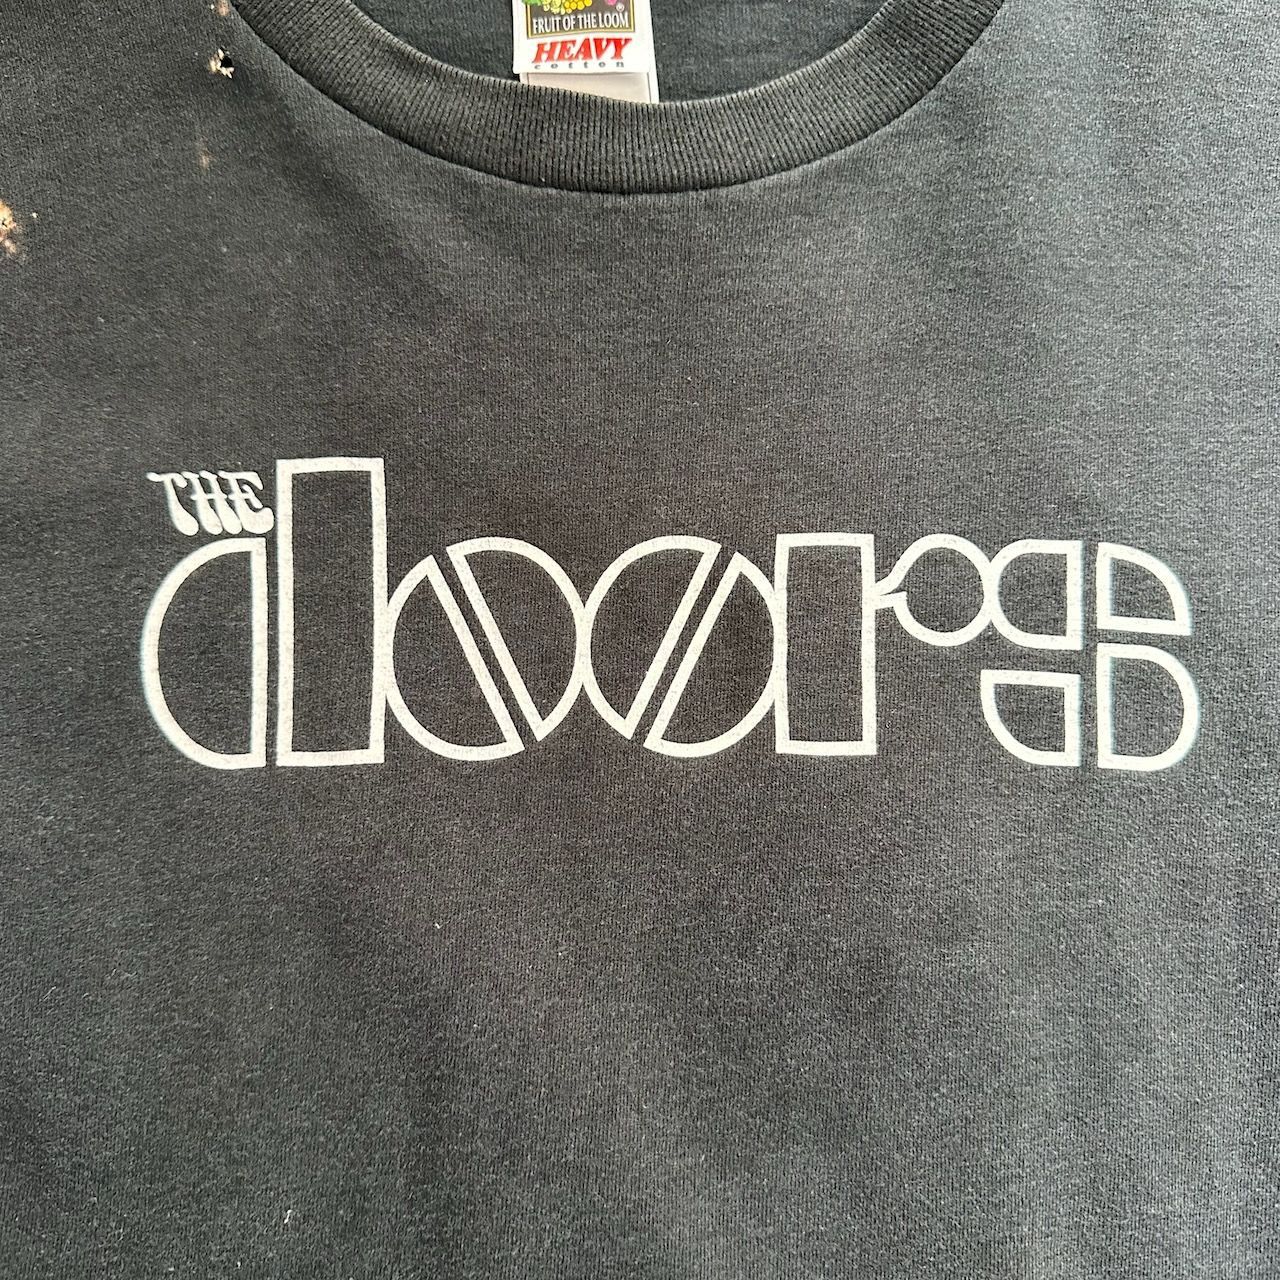 FRUIT OF THE LOOM
HEAVY
cotton
THE
doors